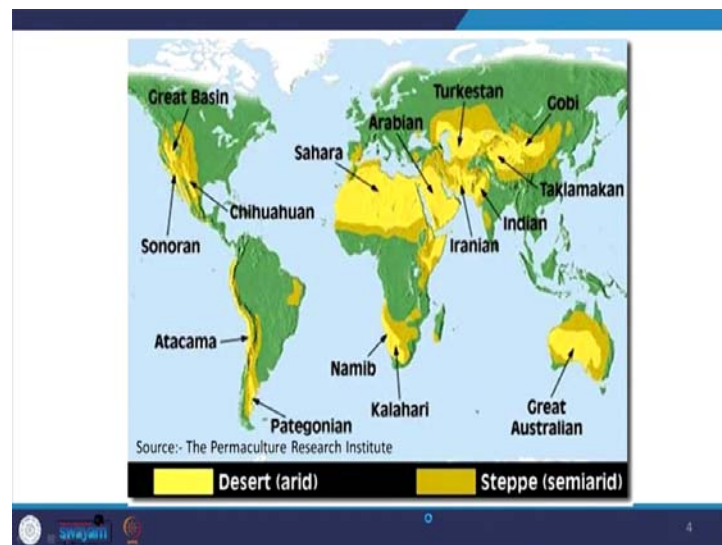 Great Basin
Turkestan
Gobi
Arabian
Sahara
Taklamakan
Chihuahuan
Indian
Sonoran
Iranian
Atacama
Namib
Kalahari
Great
Australian
Pategonian
Source:- The Permaculture Research Institute
Desert (arid)
Steppe (semiarid)
swayam
4